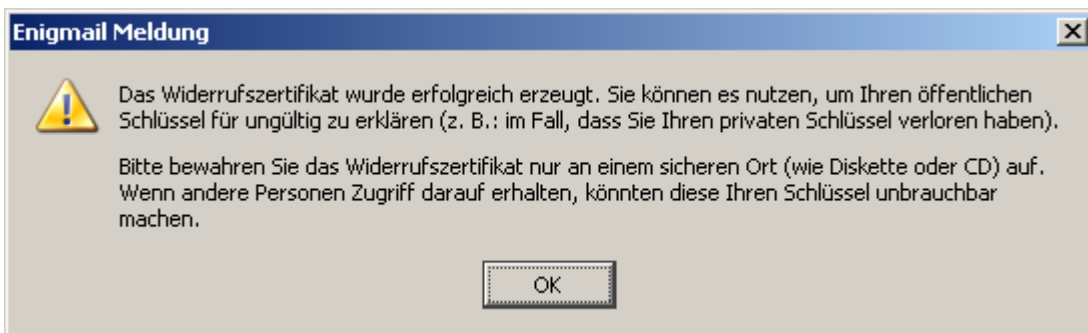 Enigmail Meldung
Das Widerrufszertifikat wurde erfolgreich erzeugt. Sie können es nutzen, um Ihren öffentlichen
Schlüssel für ungültig zu erklären (z. B.: im Fall, dass Sie Ihren privaten Schlüssel verloren haben).
Bitte bewahren Sie das Widerrufszertifikat nur an einem sicheren Ort (wie Diskette oder CD) auf.
Wenn andere Personen Zugriff darauf erhalten, könnten diese Ihren Schlüssel unbrauchbar
machen.
OK